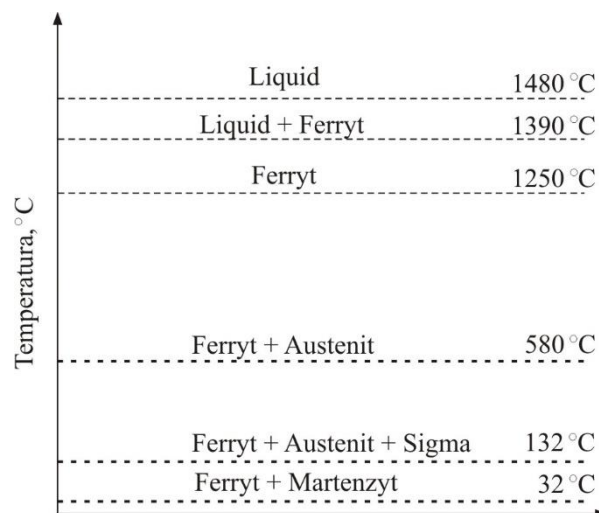 Liquid 1480 °C
Liquid + Ferryt 1390 °C
Ferryt 1250 °C
Temperatura, °C
Ferryt + Austenit 580 °C
Ferryt + Austenit + Sigma 132 °C
Ferryt + Martenzyt 32 °C